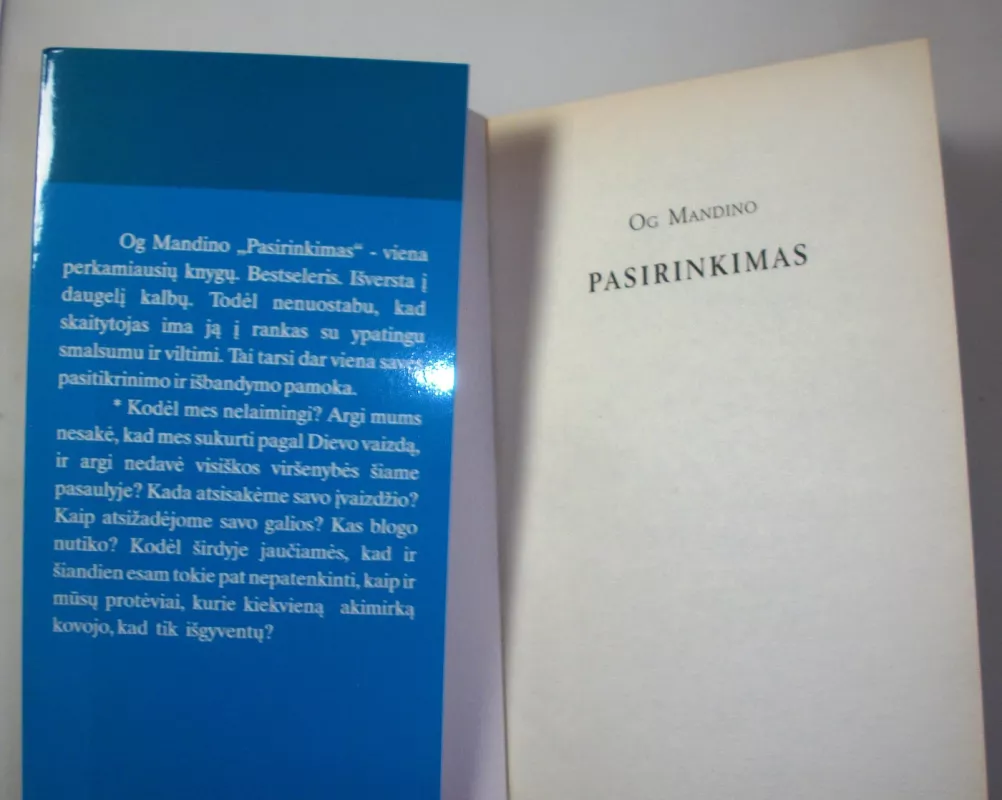 Og Mandino „Pasirinkimas“ - viena
perkamiausių knygų. Bestseleris. Išversta į
daugelį kalbų. Todėl nenuostabu, kad
skaitytojas ima ją į rankas su ypatingu
smalsumu ir viltimi. Tai tarsi dar viena savęs
pasitikrinimo ir išbandymo pamoka.
* Kodėl mes nelaimingi? Argi mums
nesakė, kad mes sukurti pagal Dievo vaizdą,
ir argi nedavė visiškos viršenybės šiame
pasaulyje? Kada atsisakėme savo įvaizdžio?
Kaip atsižadėjome savo galios? Kas blogo
nutiko? Kodėl širdyje jaučiamės, kad ir
šiandien esam tokie pat nepatenkinti, kaip ir
mūsų protėviai, kurie kiekvieną akimirką
kovojo, kad tik išgyventų?
Og Mandino
PASIRINKIMAS